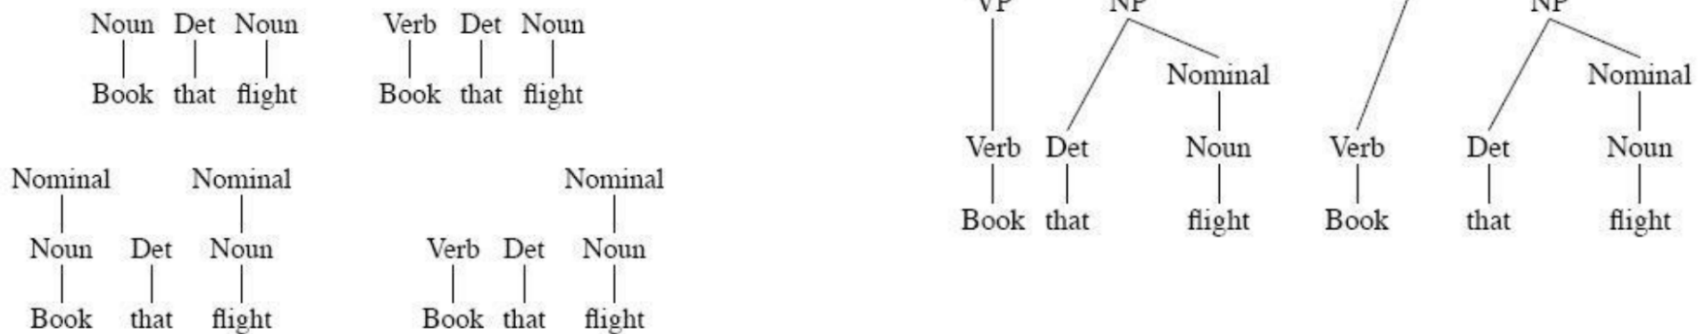 Noun Det Noun
Book that flight
Verb Det Noun
Book that flight
Nominal Nominal
Noun Det Noun
Book that flight
Nominal
Verb Det Noun
Book that flight
VP NP
Nominal
Verb Det Noun
Book that flight
NP
Nominal
Verb Det Noun
Book that flight